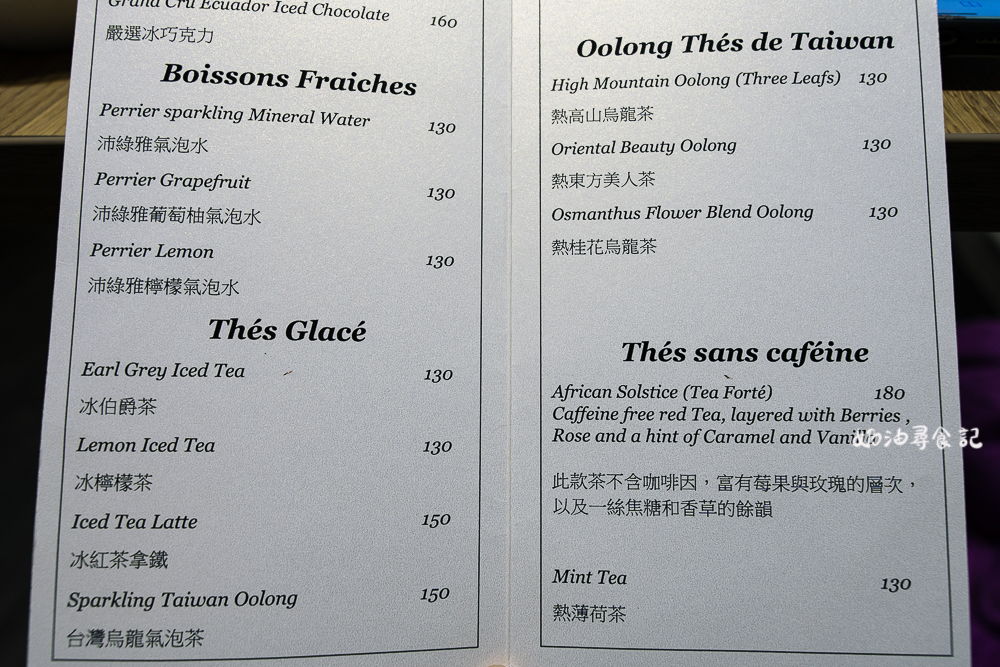 Grand Cru Ecuador Iced Chocolate 160
嚴選冰巧克力
Boissons Fraiches
Perrier sparkling Mineral Water 130
沛綠雅氣泡水
Perrier Grapefruit 130
沛綠雅葡萄柚氣泡水
Perrier Lemon 130
沛綠雅檸檬氣泡水
Thés Glacé
Earl Grey Iced Tea 130
冰伯爵茶
Lemon Iced Tea 130
冰檸檬茶
Iced Tea Latte 150
冰紅茶拿鐵
Sparkling Taiwan Oolong 150
台灣烏龍氣泡茶
Oolong Thés de Taiwan
High Mountain Oolong (Three Leafs) 130
熱高山烏龍茶
Oriental Beauty Oolong 130
熱東方美人茶
Osmanthus Flower Blend Oolong 130
熱桂花烏龍茶
Thés sans caféine
African Solstice (Tea Forté) 180
Caffeine free red Tea, layered with Berries ,
Rose and a hint of Caramel and Vanilla
奶油尋食記
此款茶不含咖啡因，富有莓果與玫瑰的層次，
以及一絲焦糖和香草的餘韻
Mint Tea 130
熱薄荷茶